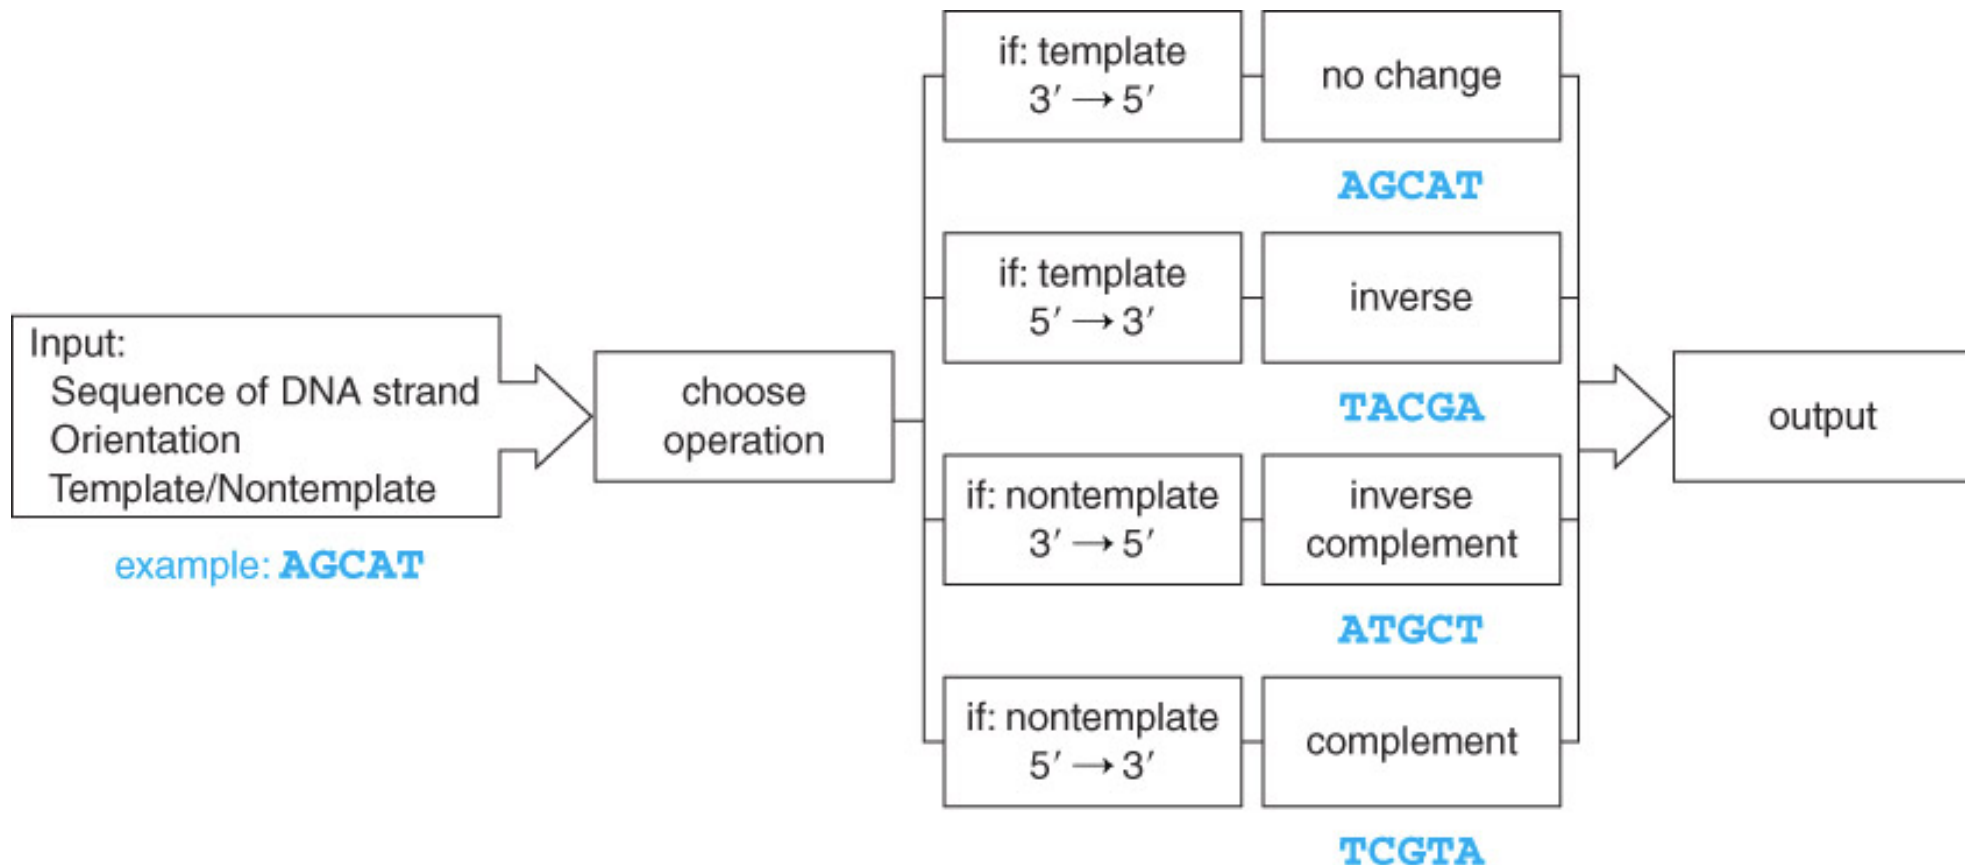 Input:
Sequence of DNA strand
Orientation
Template/Nontemplate
example: AGCAT
choose
operation
if: template
3′ → 5′
no change
AGCAT
if: template
5′ → 3′
inverse
TACGA
if: nontemplate
3′ → 5′
inverse
complement
ATGCT
if: nontemplate
5′ → 3′
complement
TCGTA
output